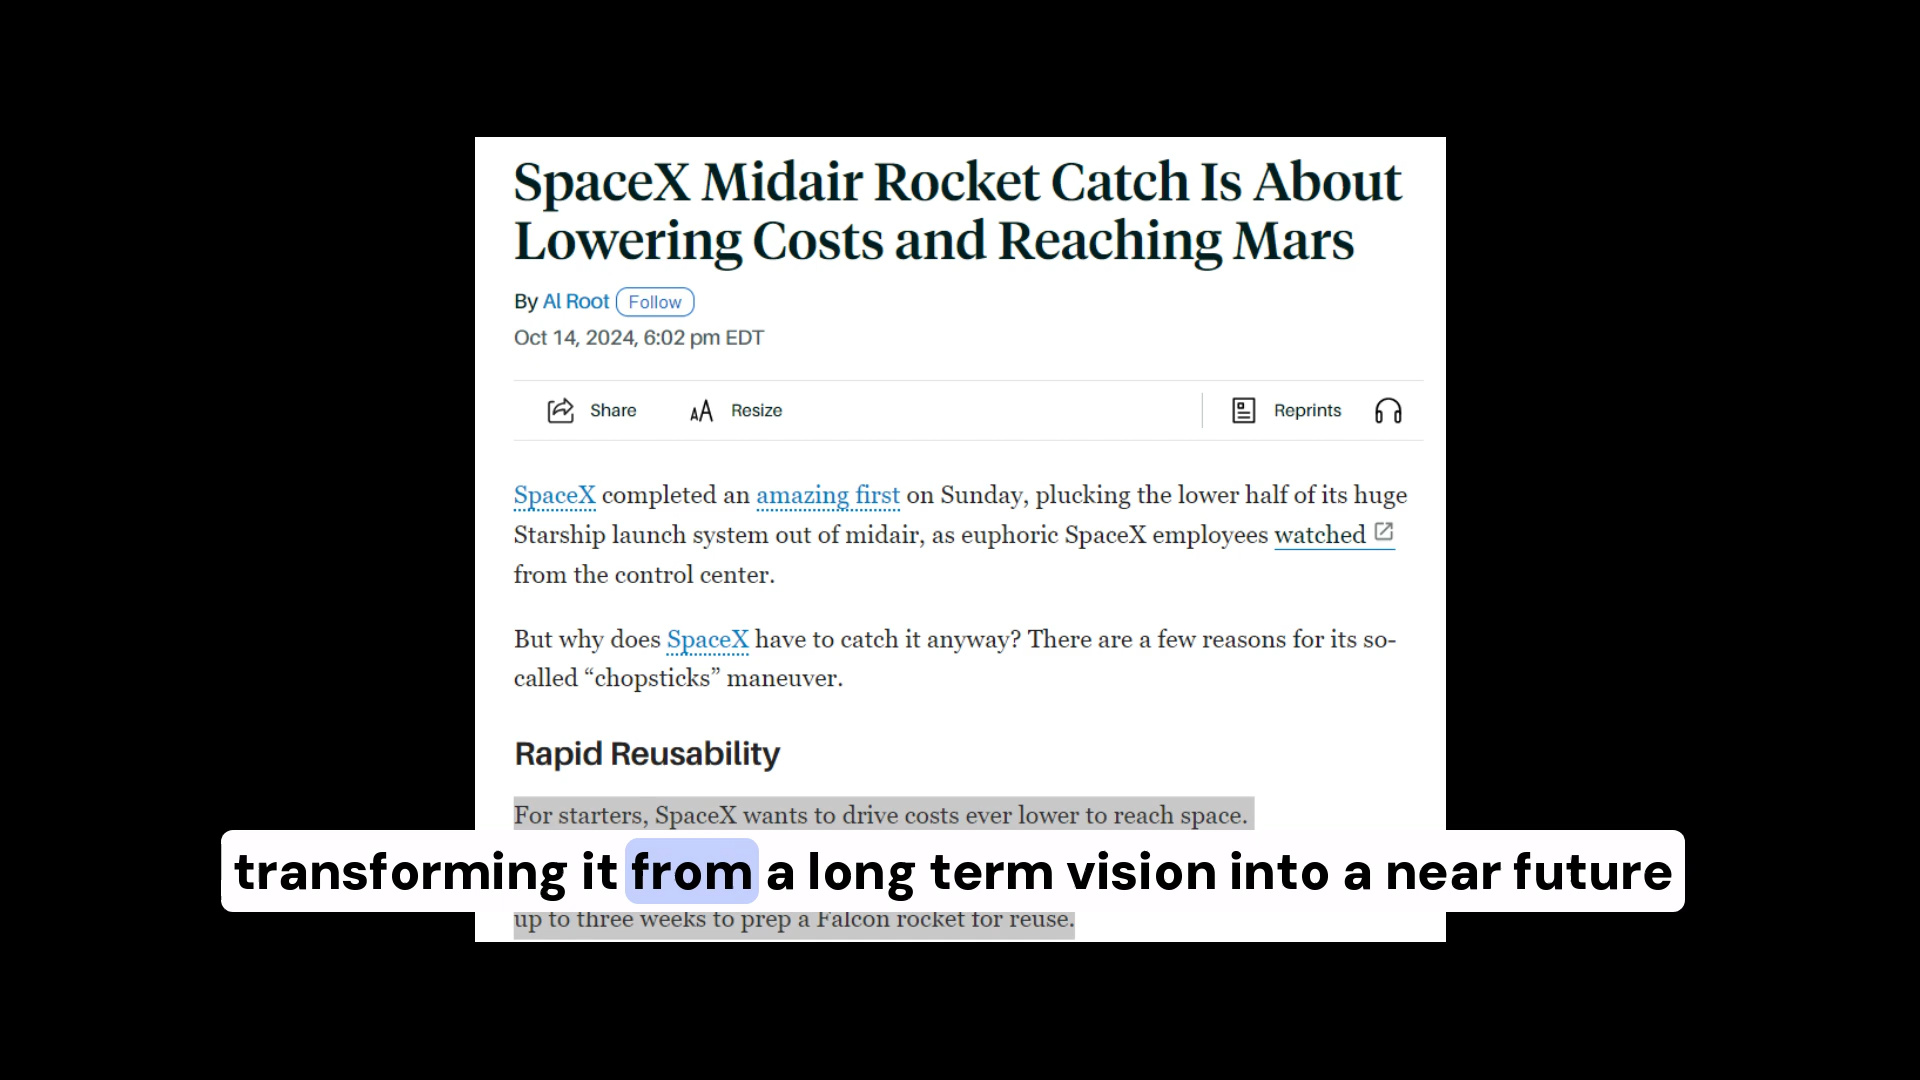 SpaceX Midair Rocket Catch Is About
Lowering Costs and Reaching Mars
By Al Root Follow
Oct 14, 2024, 6:02 pm EDT
Share Resize Reprints
SpaceX completed an amazing first on Sunday, plucking the lower half of its huge
Starship launch system out of midair, as euphoric SpaceX employees watched
from the control center.
But why does SpaceX have to catch it anyway? There are a few reasons for its so-
called “chopsticks” maneuver.
Rapid Reusability
For starters, SpaceX wants to drive costs ever lower to reach space.
transforming it from a long term vision into a near future
up to three weeks to prep a Falcon rocket for reuse.